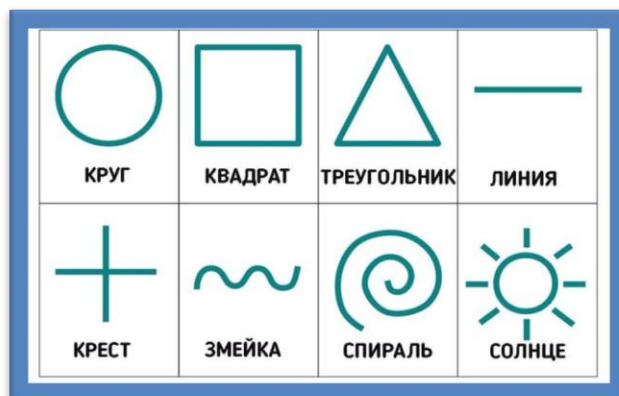 КРУГ
КВАДРАТ
ТРЕУГОЛЬНИК
ЛИНИЯ
КРЕСТ
ЗМЕЙКА
СПИРАЛЬ
СОЛНЦЕ